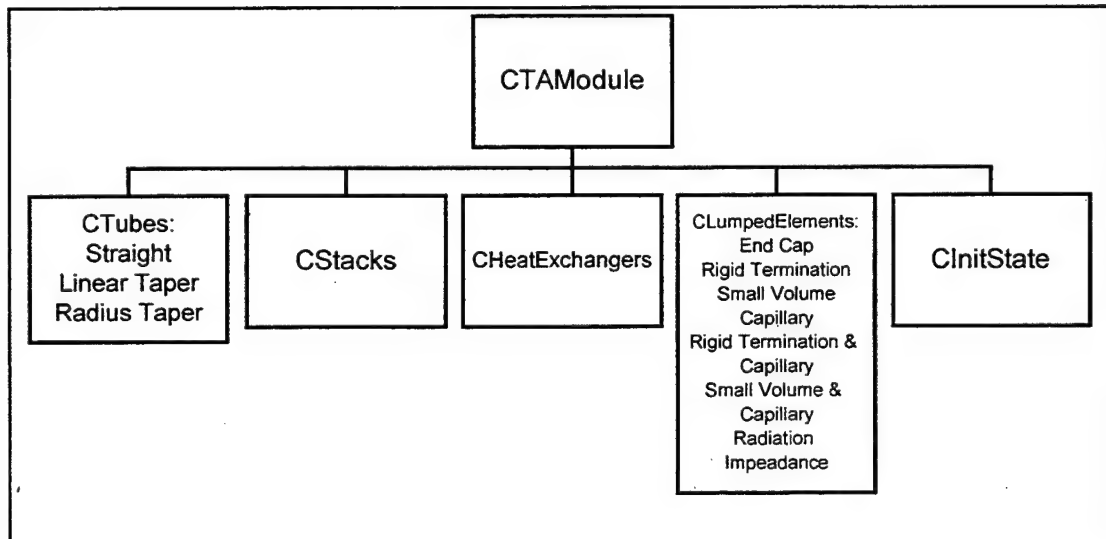 CTAModule
CTubes:
Straight
Linear Taper
Radius Taper
CStacks
CHeatExchangers
CLumpedElements:
End Cap
Rigid Termination
Small Volume
Capillary
Rigid Termination &
Capillary
Small Volume &
Capillary
Radiation
Impeadance
CInitState